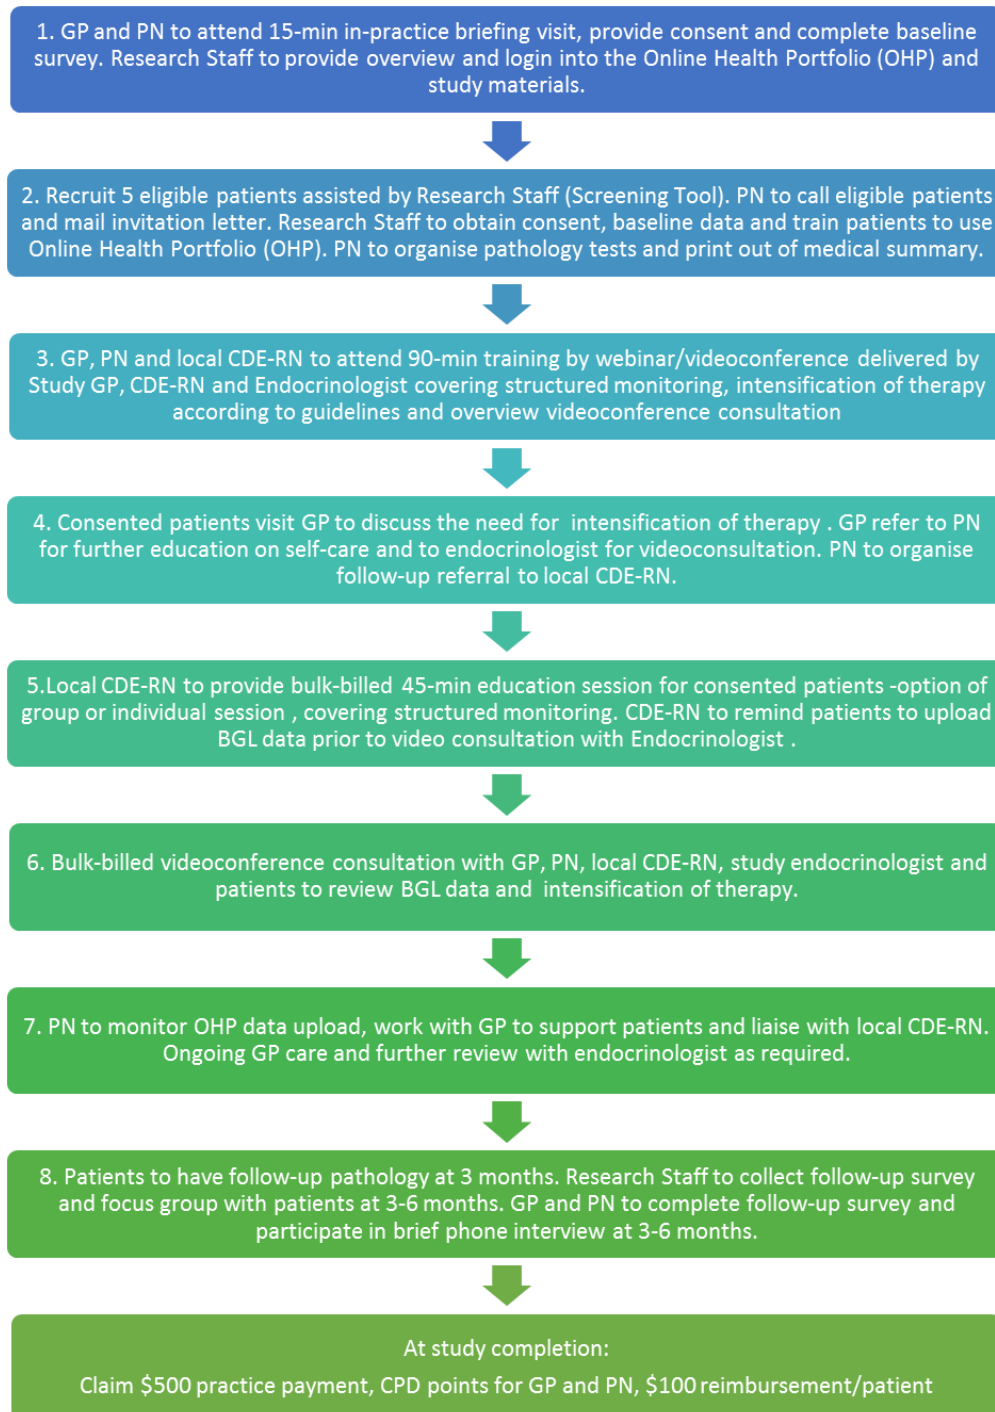 1. GP and PN to attend 15-min in-practice briefing visit, provide consent and complete baseline
survey. Research Staff to provide overview and login into the Online Health Portfolio (OHP) and
study materials.
2. Recruit 5 eligible patients assisted by Research Staff (Screening Tool). PN to call eligible patients
and mail invitation letter. Research Staff to obtain consent, baseline data and train patients to use
Online Health Portfolio (OHP). PN to organise pathology tests and print out of medical summary.
3. GP, PN and local CDE-RN to attend 90-min training by webinar/videoconference delivered by
Study GP, CDE-RN and Endocrinologist covering structured monitoring, intensification of therapy
according to guidelines and overview videoconference consultation
4. Consented patients visit GP to discuss the need for intensification of therapy . GP refer to PN
for further education on self-care and to endocrinologist for videoconsultation. PN to organise
follow-up referral to local CDE-RN.
5.Local CDE-RN to provide bulk-billed 45-min education session for consented patients -option of
group or individual session , covering structured monitoring. CDE-RN to remind patients to upload
BGL data prior to video consultation with Endocrinologist .
6. Bulk-billed videoconference consultation with GP, PN, local CDE-RN, study endocrinologist and
patients to review BGL data and intensification of therapy.
7. PN to monitor OHP data upload, work with GP to support patients and liaise with local CDE-RN.
Ongoing GP care and further review with endocrinologist as required.
8. Patients to have follow-up pathology at 3 months. Research Staff to collect follow-up survey
and focus group with patients at 3-6 months. GP and PN to complete follow-up survey and
participate in brief phone interview at 3-6 months.
At study completion:
Claim $500 practice payment, CPD points for GP and PN, $100 reimbursement/patient